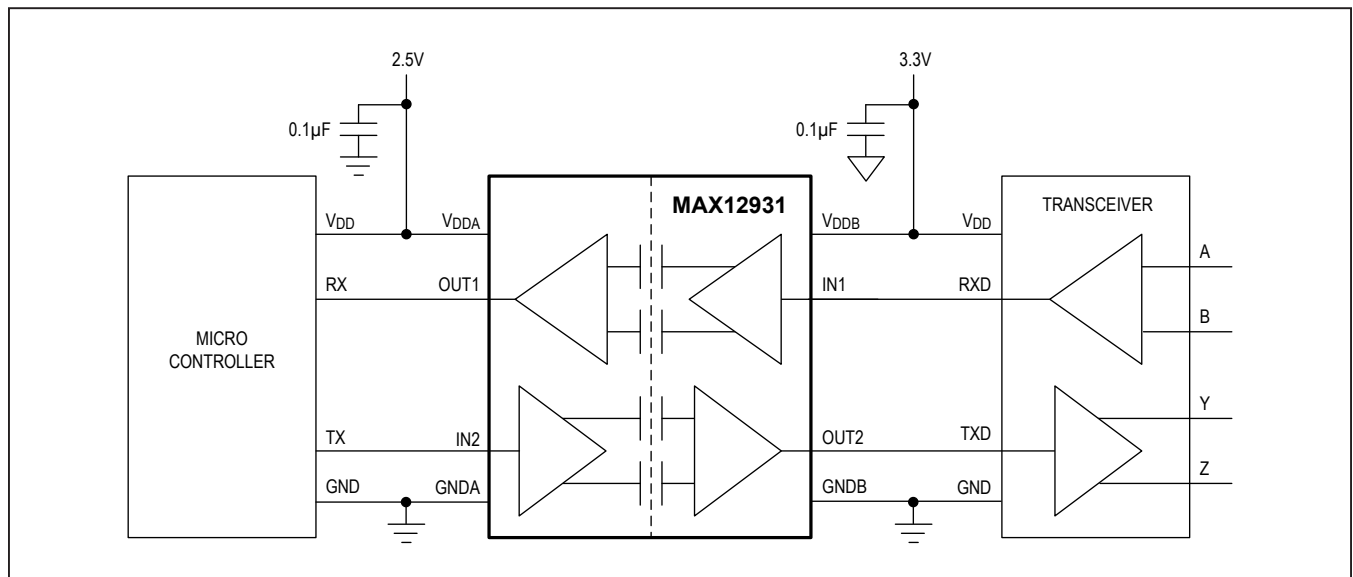 2.5V
3.3V
0.1µF
0.1µF
MAX12931
TRANSCEIVER
VDD
VDDA
VDDB
VDD
A
RX
OUT1
IN1
RXD
B
MICRO
CONTROLLER
Y
TX
IN2
OUT2
TXD
Z
GND
GNDA
GNDB
GND